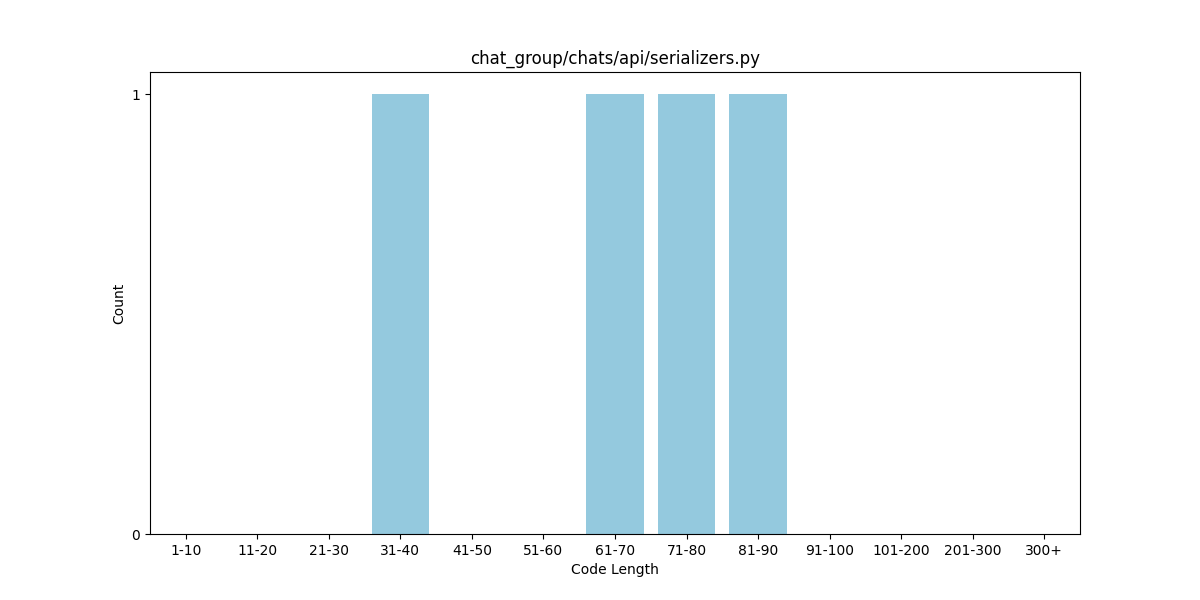 chat_group/chats/api/serializers.py
1
Count
0
1-10 11-20 21-30 31-40 41-50 51-60 61-70 71-80 81-90 91-100 101-200 201-300 300+
Code Length